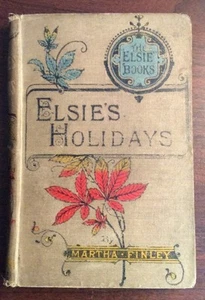 THE
ELSIE
BOOKS
ELSIE'S
HOLIDAYS
MARTHA · FINLEY